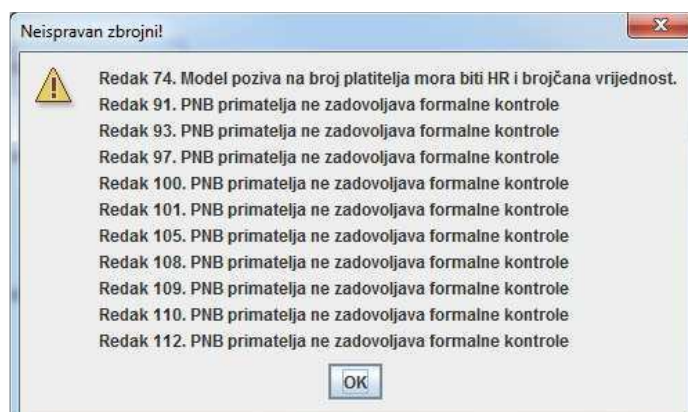 Neispravan zbrojni!
Redak 74. Model poziva na broj platitelja mora biti HR i brojčana vrijednost.
Redak 91. PNB primatelja ne zadovoljava formalne kontrole
Redak 93. PNB primatelja ne zadovoljava formalne kontrole
Redak 97. PNB primatelja ne zadovoljava formalne kontrole
Redak 100. PNB primatelja ne zadovoljava formalne kontrole
Redak 101. PNB primatelja ne zadovoljava formalne kontrole
Redak 105. PNB primatelja ne zadovoljava formalne kontrole
Redak 108. PNB primatelja ne zadovoljava formalne kontrole
Redak 109. PNB primatelja ne zadovoljava formalne kontrole
Redak 110. PNB primatelja ne zadovoljava formalne kontrole
Redak 112. PNB primatelja ne zadovoljava formalne kontrole
OK